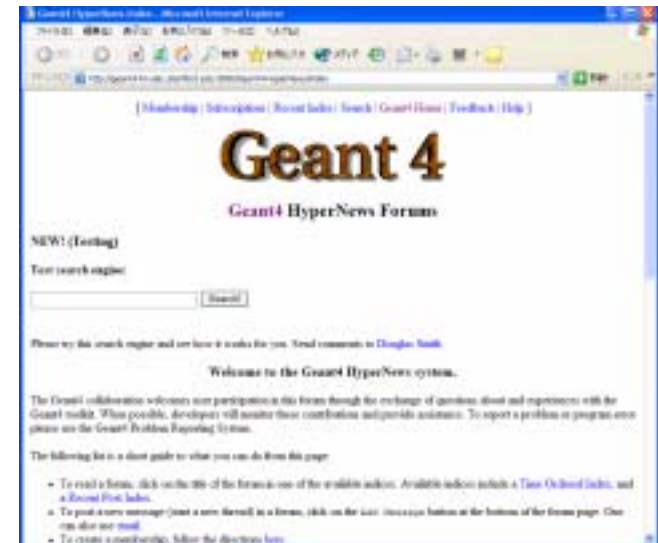 Geant4 HyperNews Index - Microsoft Internet Explorer
[ Membership | Subscriptions | Recent Index | Search | Geant4 Home | Feedback | Help ]
Geant 4
Geant4 HyperNews Forums
NEW! (Testing)
Text search engine:
Search!
Please try this search engine and see how it works for you. Send comments to Douglas Smith
Welcome to the Geant4 HyperNews system.
The Geant4 collaboration welcomes user participation in this forum through the exchange of questions about and experiences with the
Geant4 toolkit. When possible, developers will monitor these contributions and provide assistance. To report a problem or program error
please use the Geant4 Problem Reporting System.
The following list is a short guide to what you can do from this page:
To read a forum, click on the title of the forum in one of the available indices. Available indices include a Time Ordered Index, and
a Recent Post Index.
To post a new message (start a new thread) in a forum, click on the Message button at the bottom of the forum page. One
can also use email.
To create a membership, follow the directions here.